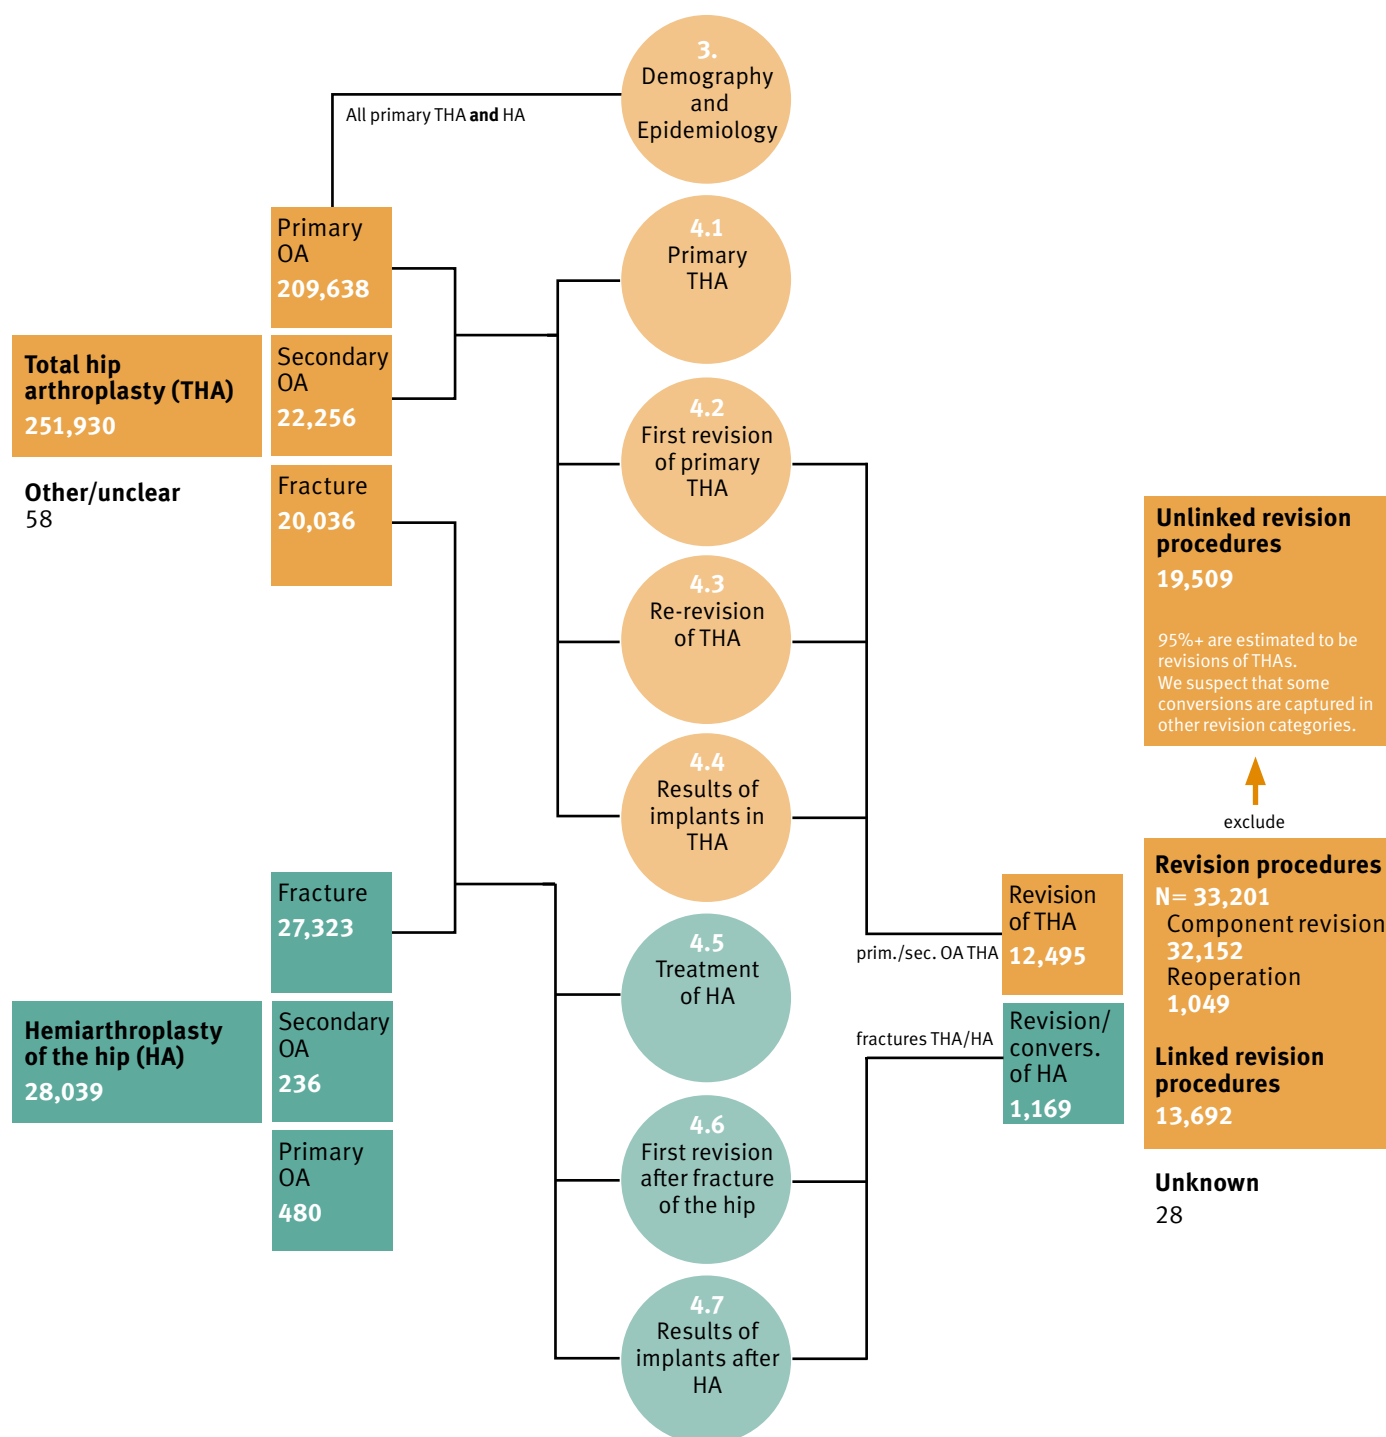 3.
Demography
and
Epidemiology
All primary THA and HA
Primary
OA
209,638
4.1
Primary
THA
Total hip
arthroplasty (THA)
251,930
Secondary
OA
22,256
Other/unclear
58
Fracture
20,036
4.2
First revision
of primary
THA
4.3
Re-revision
of THA
4.4
Results of
implants in
THA
Unlinked revision
procedures
19,509
95%+ are estimated to be
revisions of THAs.
We suspect that some
conversions are captured in
other revision categories.
exclude
Revision procedures
N= 33,201
Component revision
32,152
Reoperation
1,049
Linked revision
procedures
13,692
Unknown
28
Revision
of THA
12,495
prim./sec. OA THA
Revision/
convers.
of HA
1,169
fractures THA/HA
Fracture
27,323
Hemiarthroplasty
of the hip (HA)
28,039
Secondary
OA
236
Primary
OA
480
4.5
Treatment
of HA
4.6
First revision
after fracture
of the hip
4.7
Results of
implants after
HA